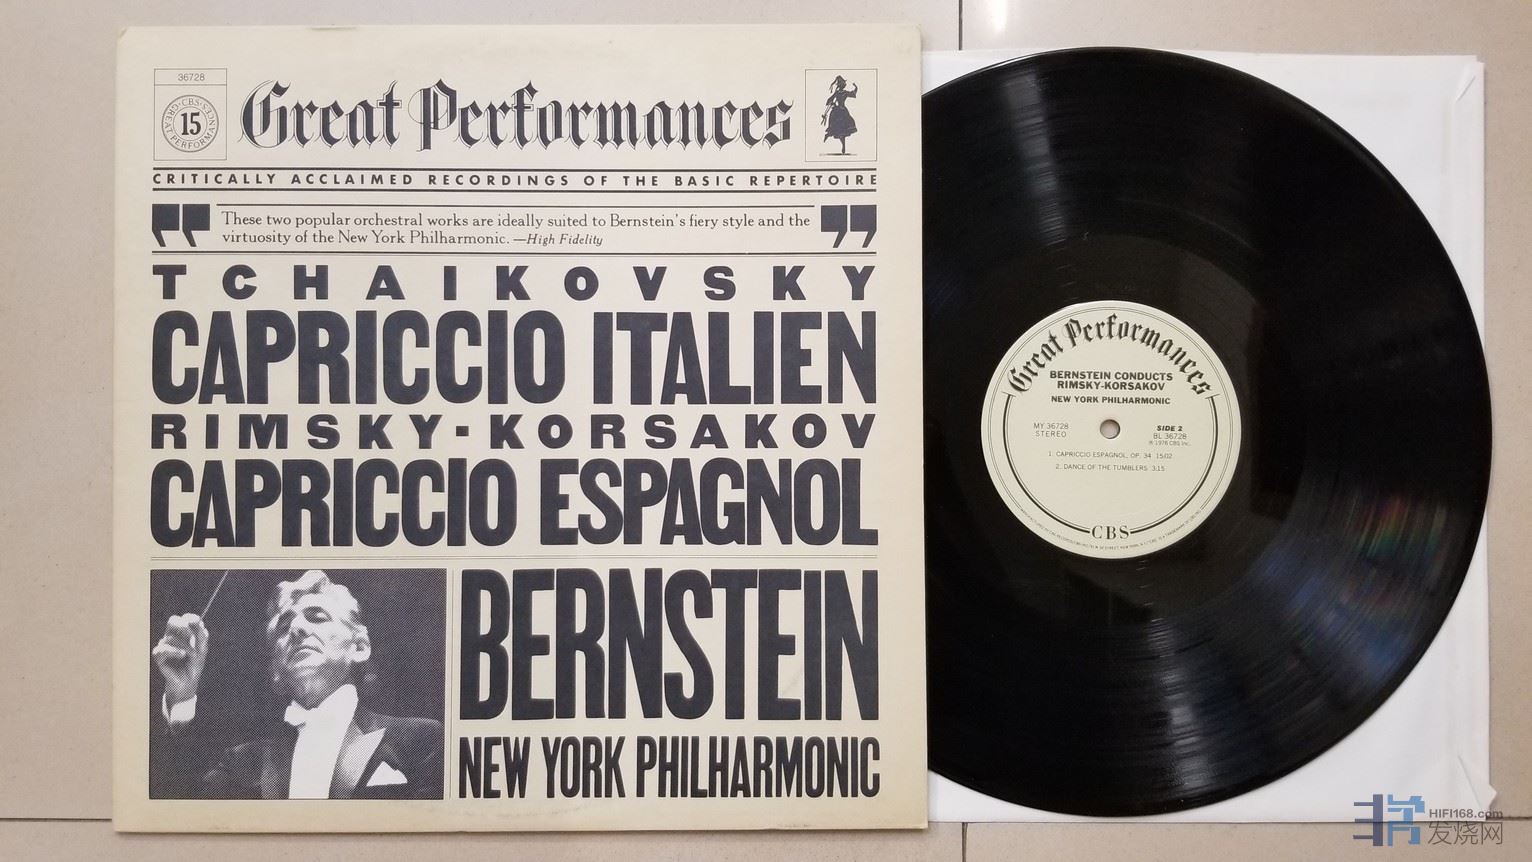 36728
GREAT PERFORMANCES · CBS ·
15
Great Performances
CRITICALLY ACCLAIMED RECORDINGS OF THE BASIC REPERTOIRE
"These two popular orchestral works are ideally suited to Bernstein's fiery style and the
virtuosity of the New York Philharmonic. —High Fidelity"
TCHAIKOVSKY
CAPRICCIO ITALIEN
RIMSKY-KORSAKOV
CAPRICCIO ESPAGNOL
BERNSTEIN
NEW YORK PHILHARMONIC
Great Performances
BERNSTEIN CONDUCTS
RIMSKY-KORSAKOV
NEW YORK PHILHARMONIC
MY 36728
STEREO
SIDE 2
BL 36728
℗ 1976 CBS Inc.
1. CAPRICCIO ESPAGNOL, OP. 34 15:02
2. DANCE OF THE TUMBLERS 3:15
CBS
HIFI168.com
发烧网